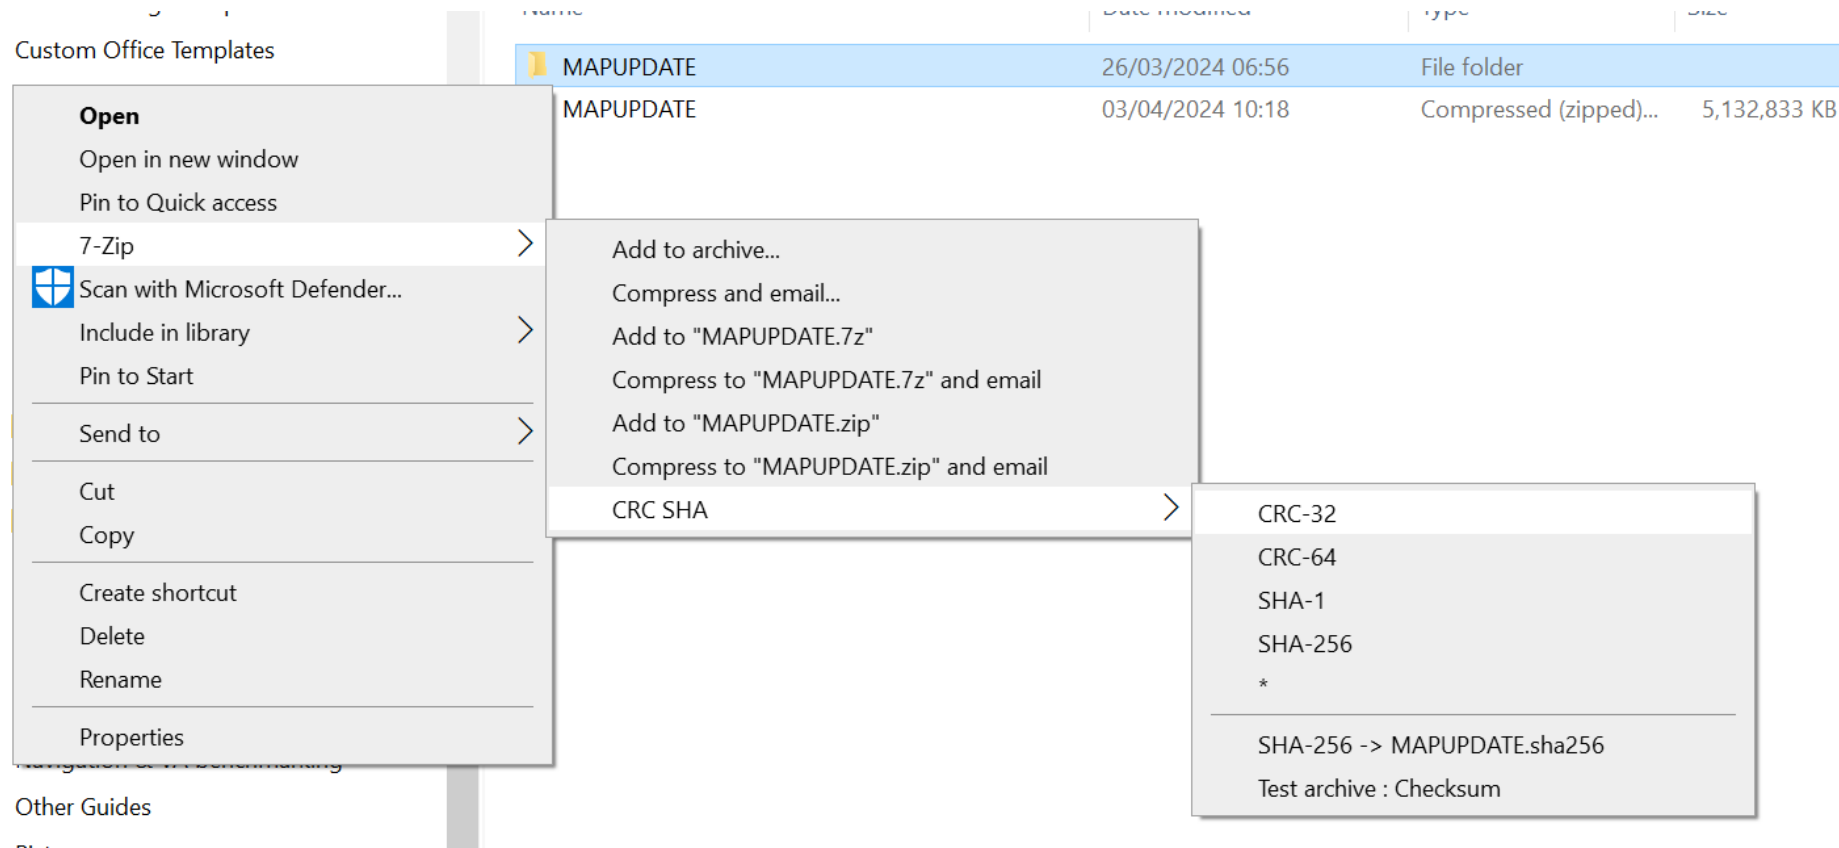 Custom Office Templates
MAPUPDATE 26/03/2024 06:56 File folder
MAPUPDATE 03/04/2024 10:18 Compressed (zipped)... 5,132,833 KB
Open
Open in new window
Pin to Quick access
7-Zip
Scan with Microsoft Defender...
Include in library
Pin to Start
Send to
Cut
Copy
Create shortcut
Delete
Rename
Properties
Add to archive...
Compress and email...
Add to "MAPUPDATE.7z"
Compress to "MAPUPDATE.7z" and email
Add to "MAPUPDATE.zip"
Compress to "MAPUPDATE.zip" and email
CRC SHA
CRC-32
CRC-64
SHA-1
SHA-256
*
SHA-256 -> MAPUPDATE.sha256
Test archive : Checksum
Other Guides